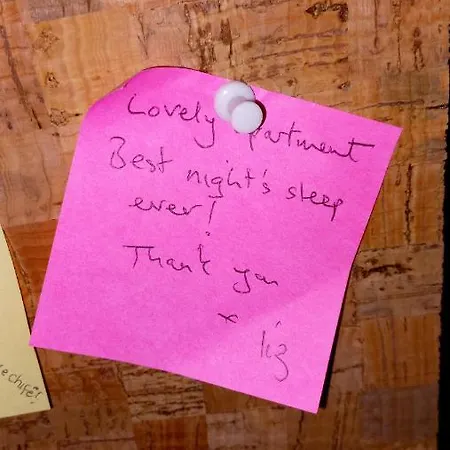 Lovely apartment
Best night's sleep
ever!
Thank you
x liz